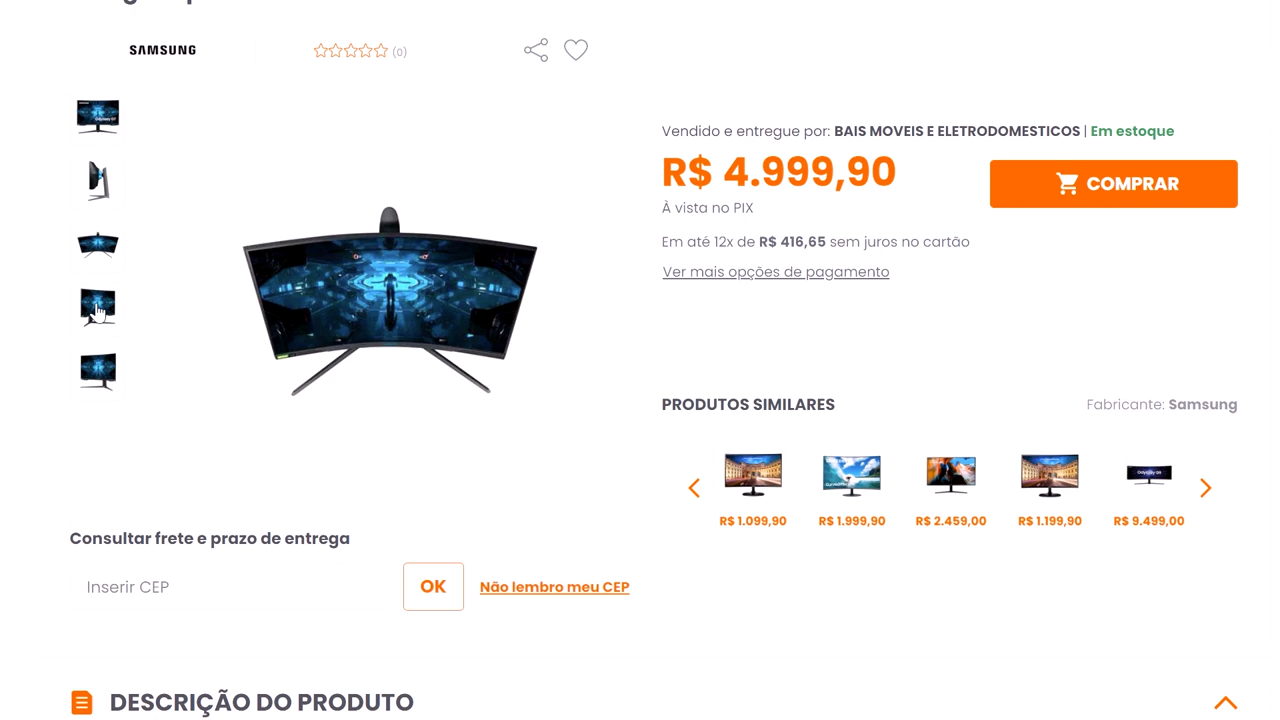 SAMSUNG
(0)
Vendido e entregue por: BAIS MOVEIS E ELETRODOMESTICOS | Em estoque
R$ 4.999,90
COMPRAR
À vista no PIX
Em até 12x de R$ 416,65 sem juros no cartão
Ver mais opções de pagamento
PRODUTOS SIMILARES
Fabricante: Samsung
R$ 1.099,90
R$ 1.999,90
R$ 2.459,00
R$ 1.199,90
R$ 9.499,00
Consultar frete e prazo de entrega
Inserir CEP
OK
Não lembro meu CEP
DESCRIÇÃO DO PRODUTO